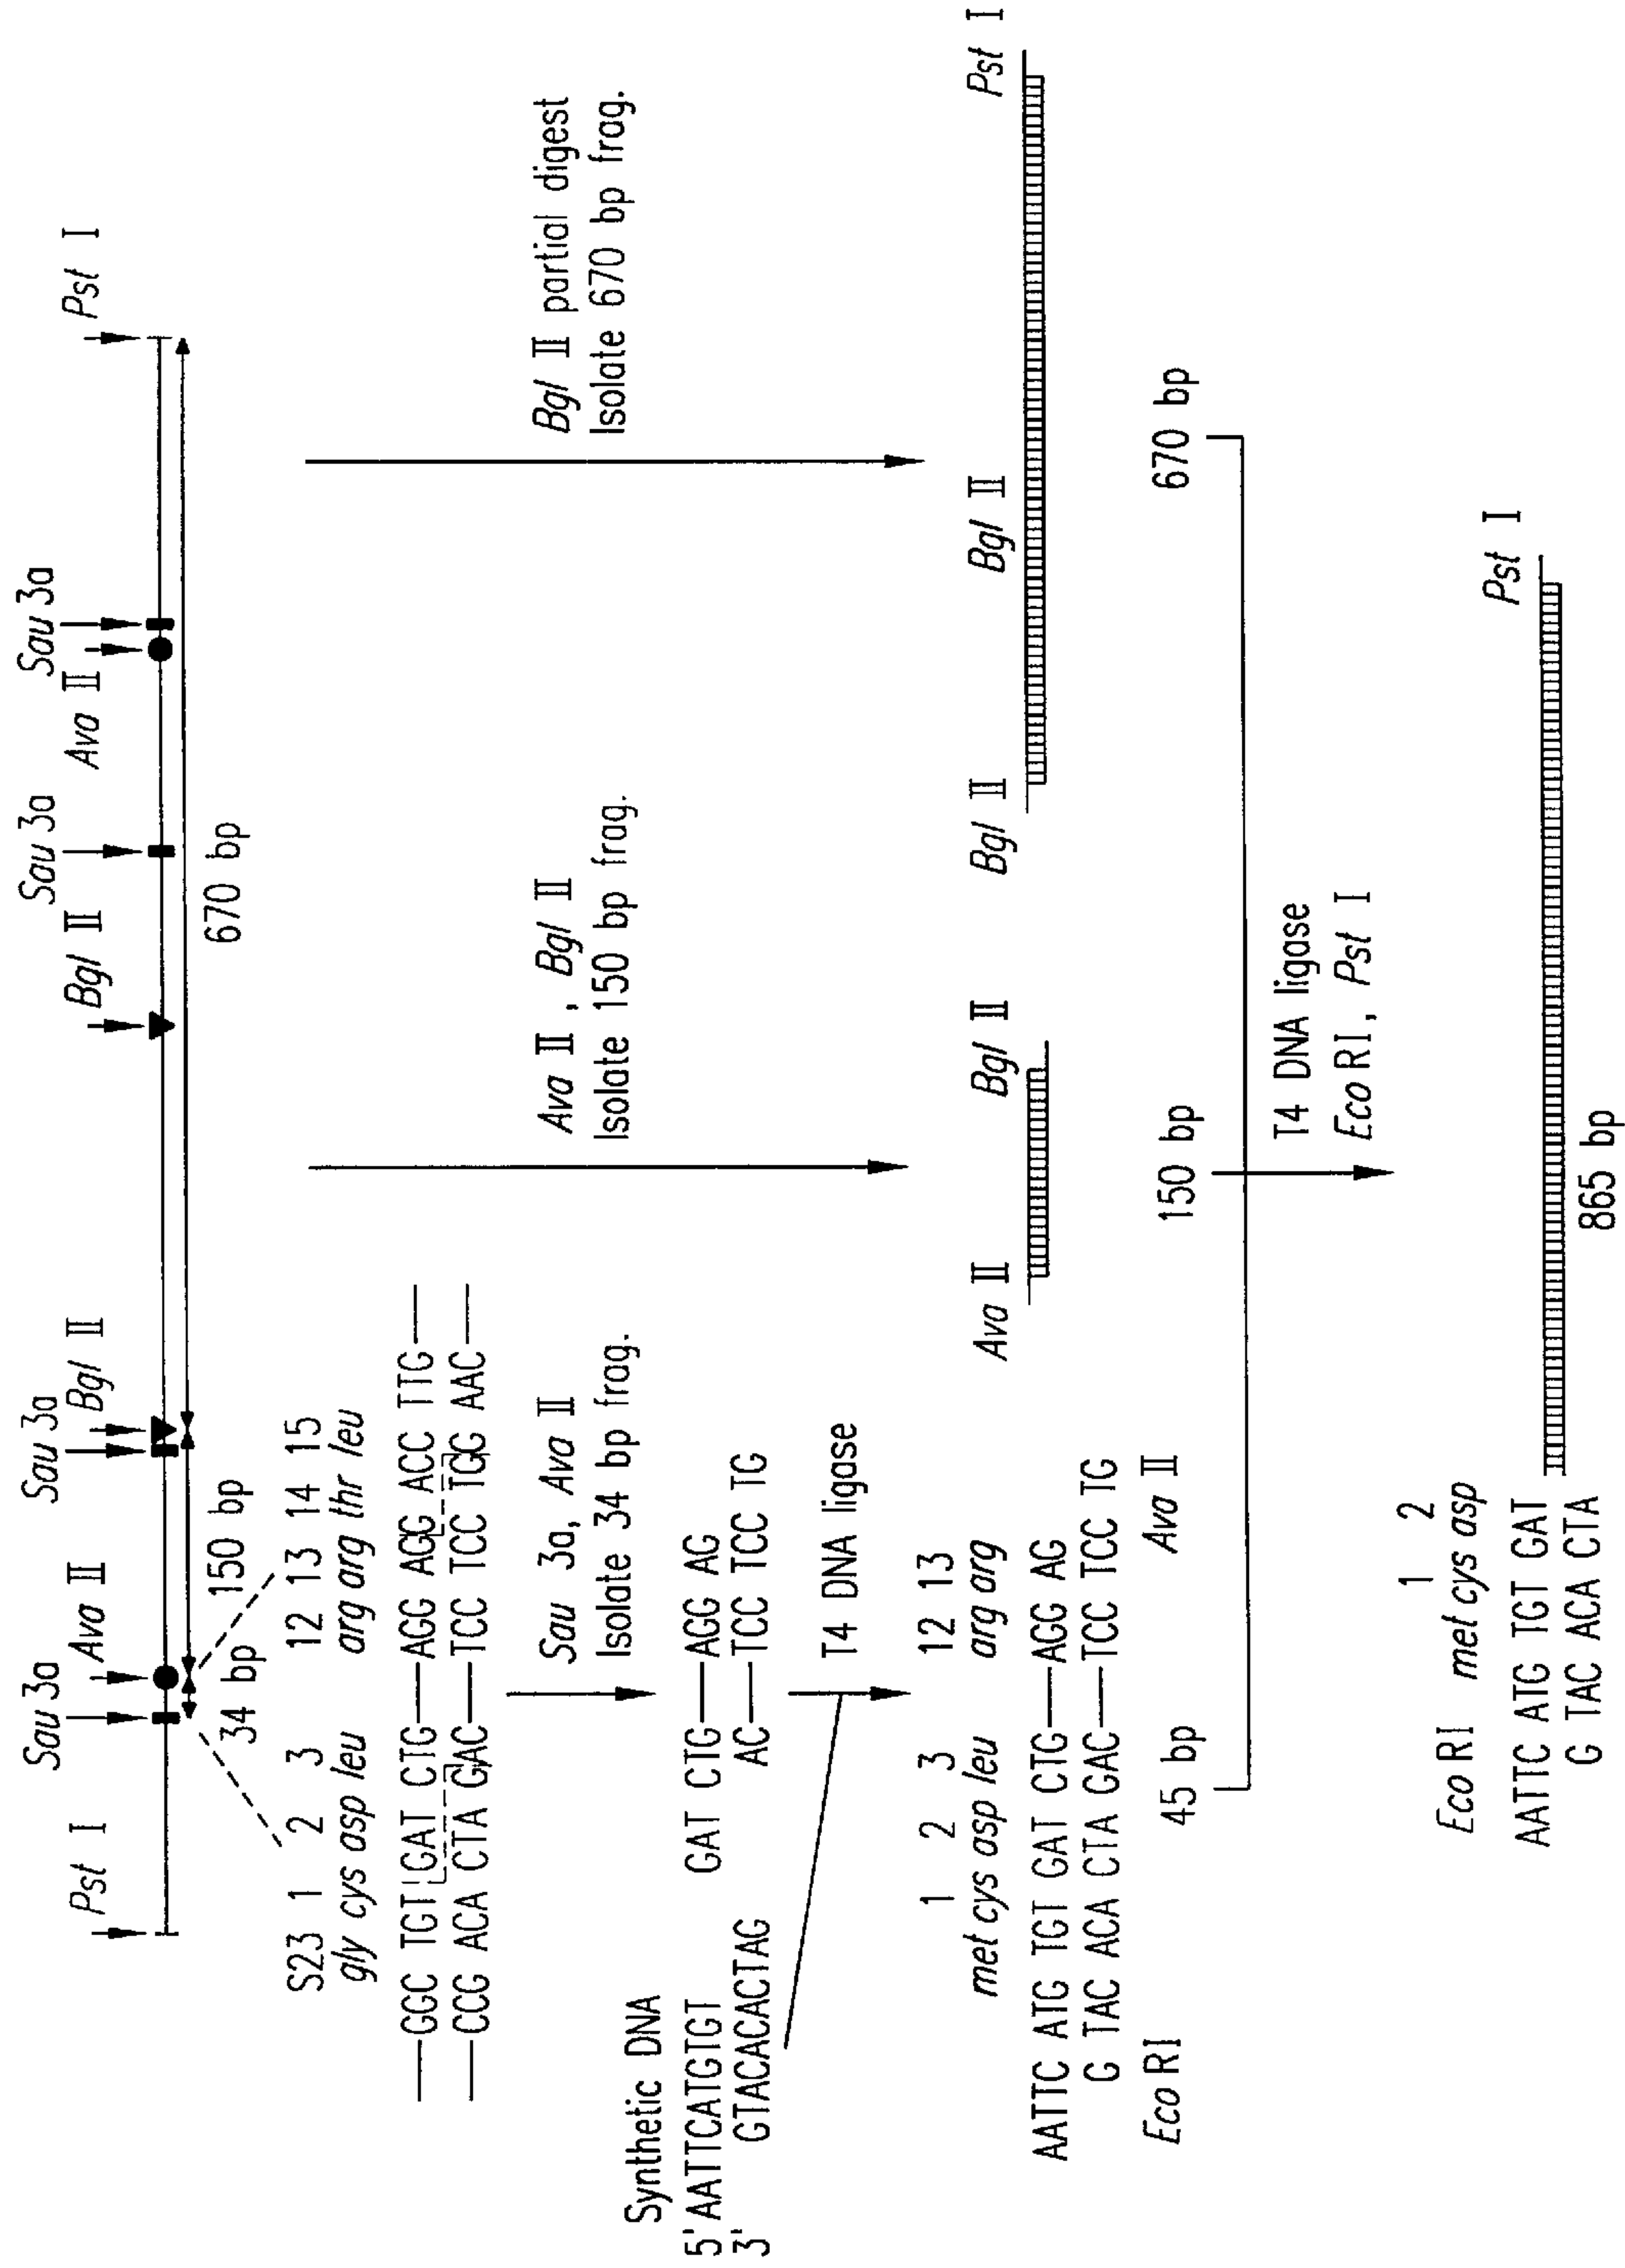 Sau 3a
Sau 3a
Sau 3a
Sau 3a
Pst I
Ava II
Bgl II
Bgl II
Ava II
Pst I
34 bp
150 bp
670 bp
S23 1 2 3 12 13 14 15
gly cys asp leu arg arg thr leu
—GGC TGT GAT CTG—AGG AGG ACC TTG—
—CCG ACA CTA GAC—TCC TCC TGG AAC—
Sau 3a, Ava II
Isolate 34 bp frag.
Ava II, Bgl II
Isolate 150 bp frag.
Bgl II partial digest
Isolate 670 bp frag.
Synthetic DNA
5'AATTCATGTGT
3' GTACACACTAG
GAT CTG—AGG AG
AC—TCC TCC TG
T4 DNA ligase
1 2 3 12 13
met cys asp leu arg arg
AATTC ATG TGT GAT CTG—AGG AG
G TAC ACA CTA GAC—TCC TCC TG
Eco RI
Ava II
Ava II
Bgl II
Bgl II
Bgl II
Pst I
45 bp
150 bp
670 bp
T4 DNA ligase
Eco RI, Pst I
1 2
Eco RI met cys asp
AATTC ATG TGT GAT
G TAC ACA CTA
Pst I
865 bp